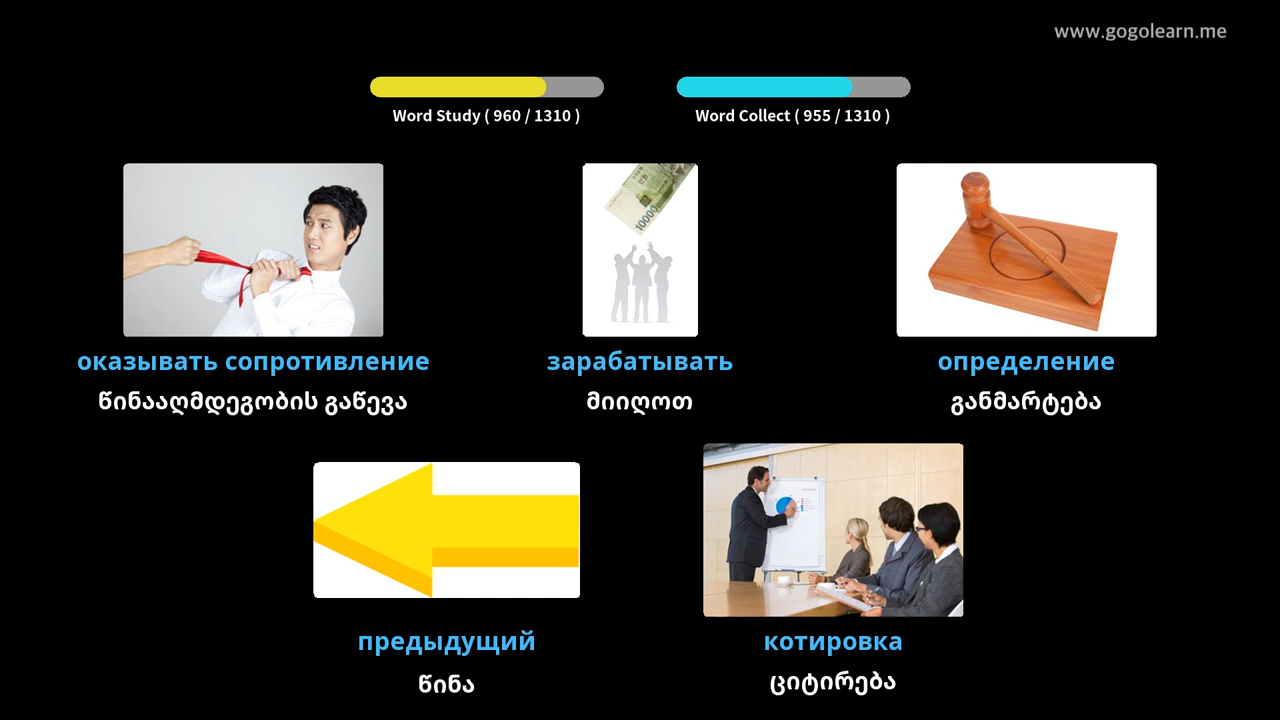 www.gogolearn.me
Word Study ( 960 / 1310 )
Word Collect ( 955 / 1310 )
10000
оказывать сопротивление
წინააღმდეგობის გაწევა
зарабатывать
მიიღოთ
определение
განმარტება
предыдущий
წინა
котировка
ციტირება